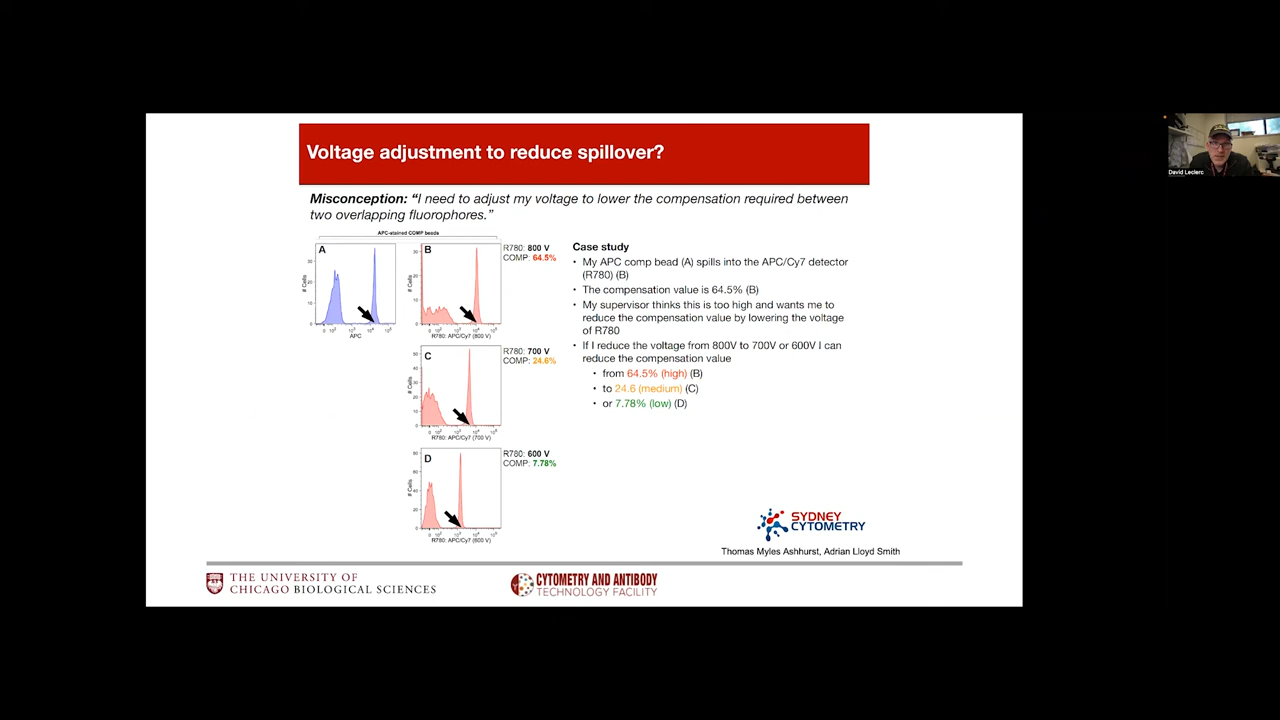 Voltage adjustment to reduce spillover?
Misconception: “I need to adjust my voltage to lower the compensation required between
two overlapping fluorophores.”
APC-stained COMP beads
A
# Cells
APC
B
# Cells
R780: APC/Cy7 (800 V)
R780: 800 V
COMP: 64.5%
C
# Cells
R780: APC/Cy7 (700 V)
R780: 700 V
COMP: 24.6%
D
# Cells
R780: APC/Cy7 (600 V)
R780: 600 V
COMP: 7.78%
Case study
• My APC comp bead (A) spills into the APC/Cy7 detector
(R780) (B)
• The compensation value is 64.5% (B)
• My supervisor thinks this is too high and wants me to
reduce the compensation value by lowering the voltage
of R780
• If I reduce the voltage from 800V to 700V or 600V I can
reduce the compensation value
• from 64.5% (high) (B)
• to 24.6 (medium) (C)
• or 7.78% (low) (D)
SYDNEY
CYTOMETRY
Thomas Myles Ashhurst, Adrian Lloyd Smith
THE UNIVERSITY OF
CHICAGO BIOLOGICAL SCIENCES
CYTOMETRY AND ANTIBODY
TECHNOLOGY FACILITY
David Leclerc